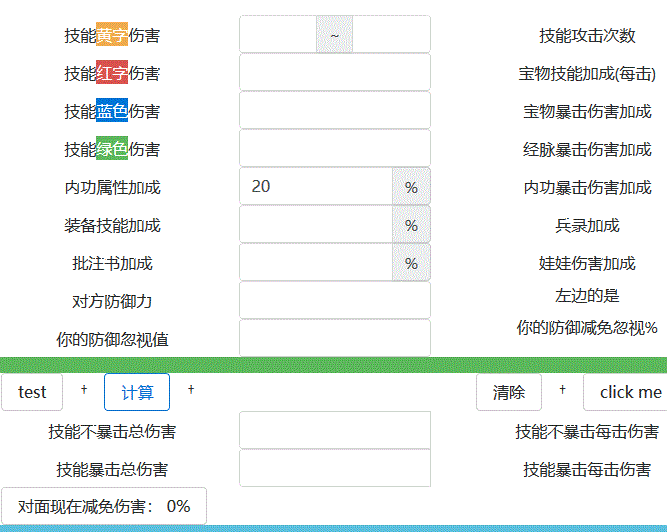 技能黄字伤害 ~ 技能攻击次数
技能红字伤害 宝物技能加成(每击)
技能蓝色伤害 宝物暴击伤害加成
技能绿色伤害 经脉暴击伤害加成
内功属性加成 20 % 内功暴击伤害加成
装备技能加成 % 兵录加成
批注书加成 % 娃娃伤害加成
对方防御力 左边的是
你的防御忽视值 你的防御减免忽视%
test † 计算 † 清除 † click me
技能不暴击总伤害 技能不暴击每击伤害
技能暴击总伤害 技能暴击每击伤害
对面现在减免伤害： 0%